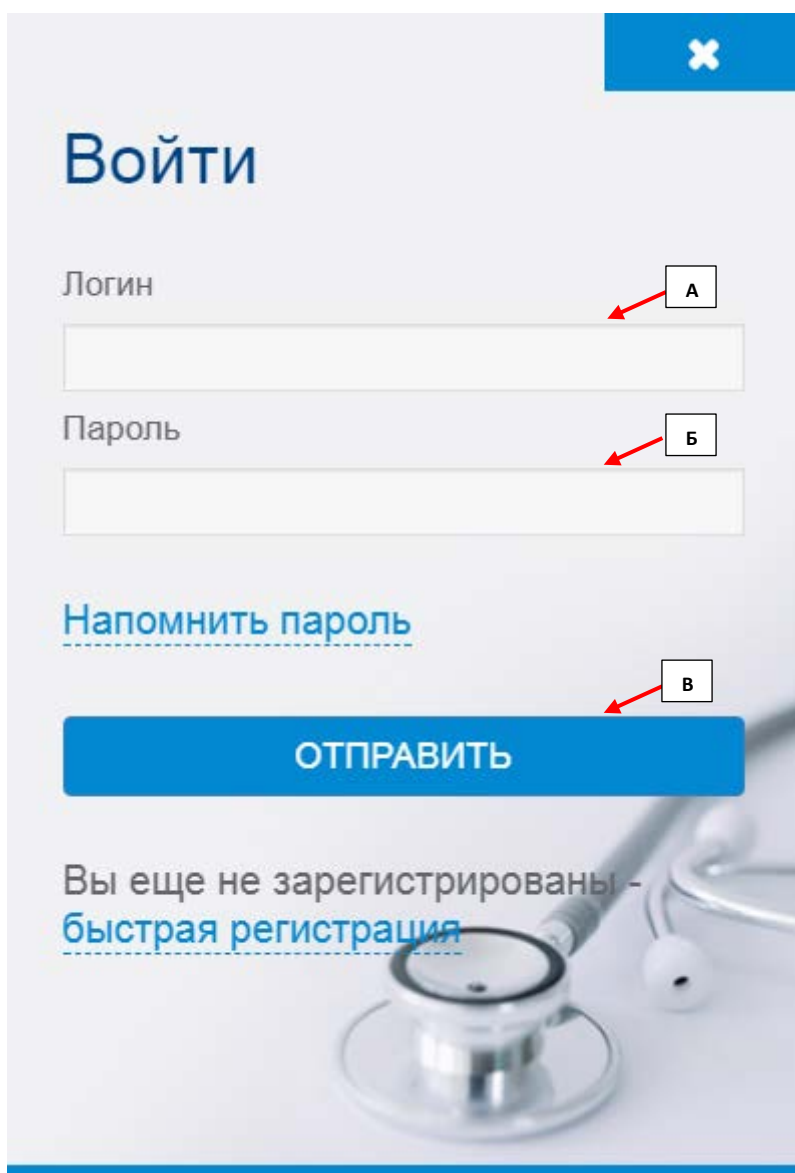 Войти
Логин
А
Пароль
Б
Напомнить пароль
В
ОТПРАВИТЬ
Вы еще не зарегистрированы -
быстрая регистрация